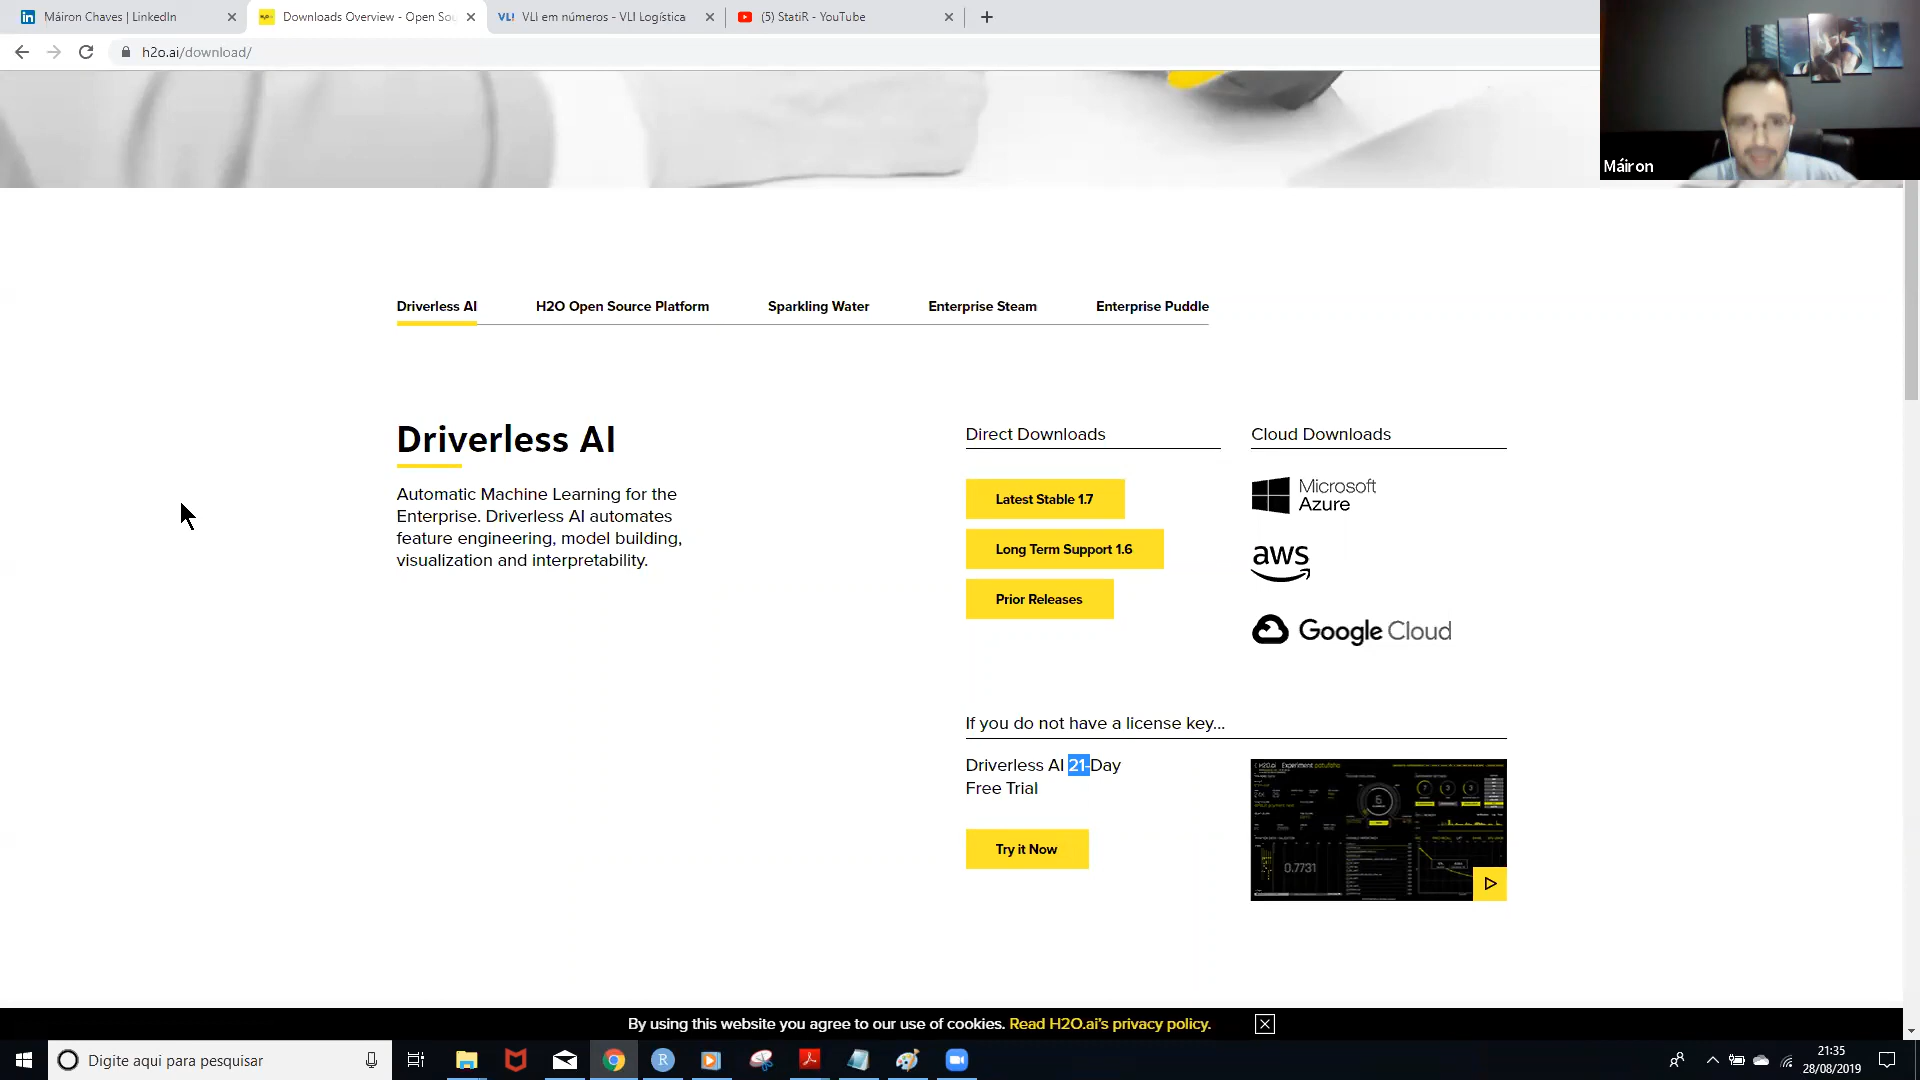 Máiron Chaves | LinkedIn
Downloads Overview - Open Sou
VLI em números - VLI Logística
(5) StatiR - YouTube
h2o.ai/download/
Máiron
Driverless AI
H2O Open Source Platform
Sparkling Water
Enterprise Steam
Enterprise Puddle
Driverless AI
Automatic Machine Learning for the
Enterprise. Driverless AI automates
feature engineering, model building,
visualization and interpretability.
Direct Downloads
Latest Stable 1.7
Long Term Support 1.6
Prior Releases
Cloud Downloads
Microsoft
Azure
aws
Google Cloud
If you do not have a license key...
Driverless AI 21-Day
Free Trial
Try it Now
H2O.ai Experiment
0.7731
By using this website you agree to our use of cookies. Read H2O.ai's privacy policy.
Digite aqui para pesquisar
21:35
28/08/2019